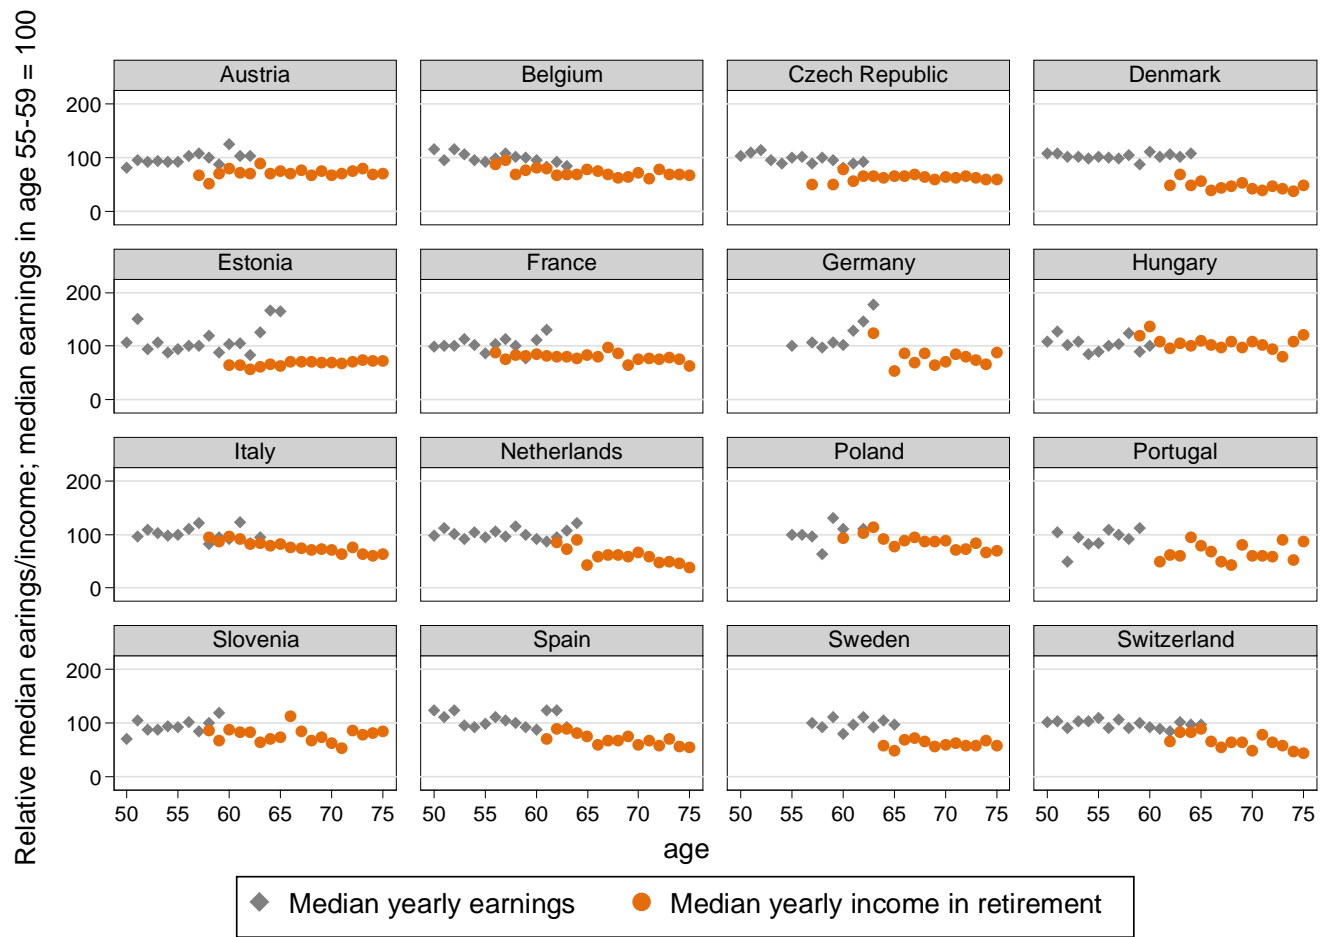 Relative median earings/income; median earnings in age 55-59 = 100
Austria
Belgium
Czech Republic
Denmark
200
100
0
Estonia
France
Germany
Hungary
200
100
0
Italy
Netherlands
Poland
Portugal
200
100
0
Slovenia
Spain
Sweden
Switzerland
200
100
0
50 55 60 65 70 75
50 55 60 65 70 75
50 55 60 65 70 75
50 55 60 65 70 75
age
Median yearly earnings
Median yearly income in retirement